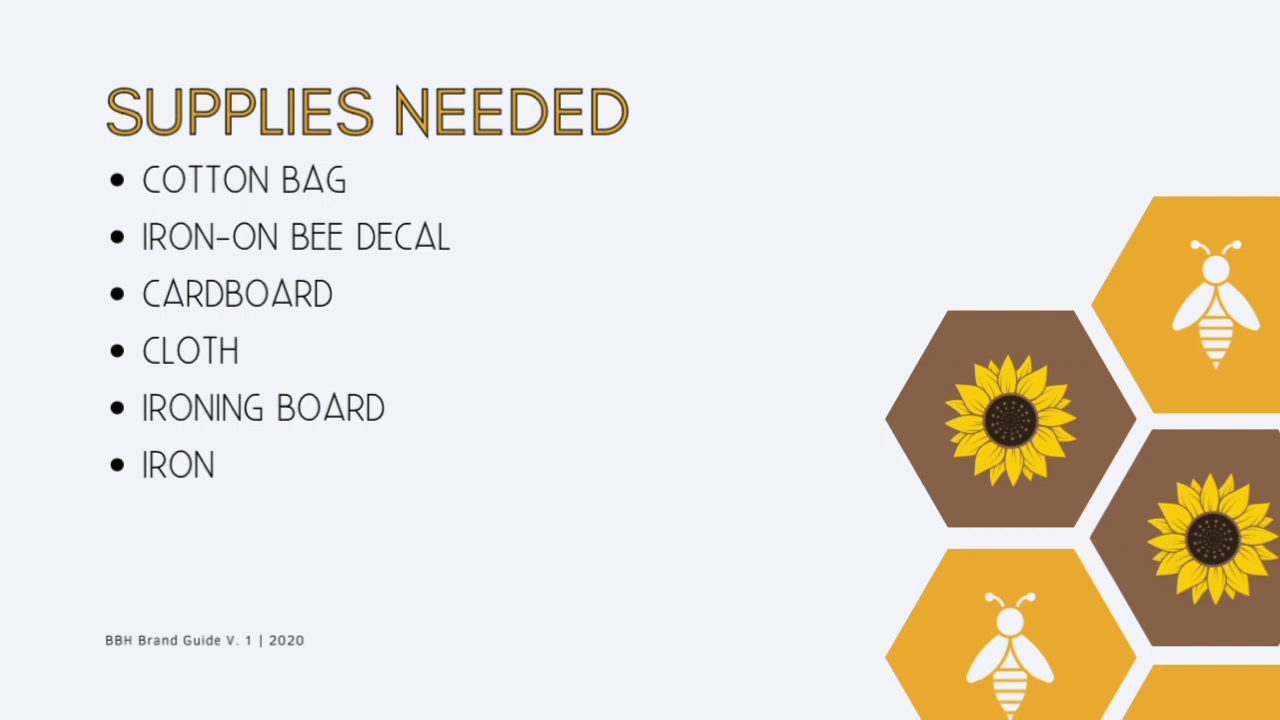 SUPPLIES NEEDED
• COTTON BAG
• IRON-ON BEE DECAL
• CARDBOARD
• CLOTH
• IRONING BOARD
• IRON
BBH Brand Guide V. 1 | 2020